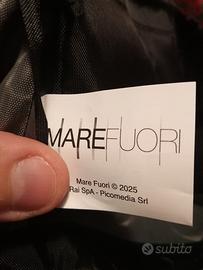 MAREFUORI
Mare Fuori © 2025
Rai SpA - Picomedia Srl
subito